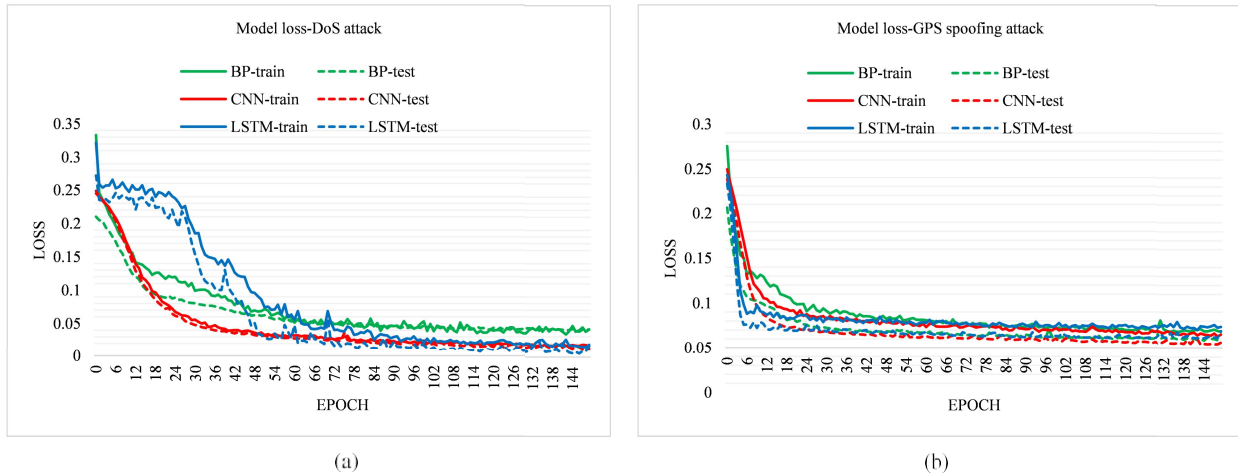 Model loss-DoS attack
BP-train BP-test
CNN-train CNN-test
LSTM-train LSTM-test
0.35
0.3
0.25
0.2
0.15
0.1
0.05
0
LOSS
0 6 12 18 24 30 36 42 48 54 60 66 72 78 84 90 96 102 108 114 120 126 132 138 144
EPOCH
(a)
Model loss-GPS spoofing attack
BP-train BP-test
CNN-train CNN-test
LSTM-train LSTM-test
0.3
0.25
0.2
0.15
0.1
0.05
0
LOSS
0 6 12 18 24 30 36 42 48 54 60 66 72 78 84 90 96 102 108 114 120 126 132 138 144
EPOCH
(b)